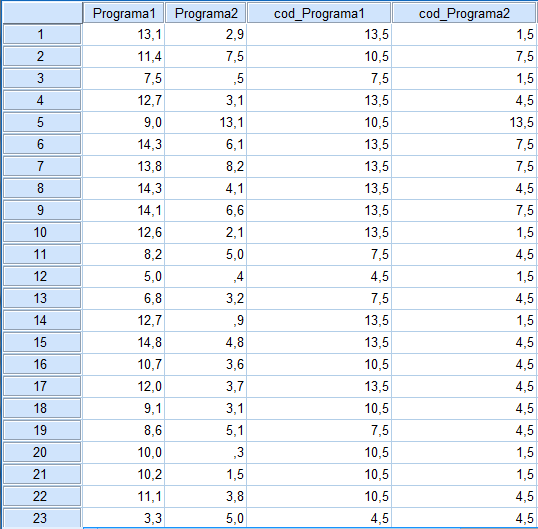 Programa1 Programa2 cod_Programa1 cod_Programa2
1 13,1 2,9 13,5 1,5
2 11,4 7,5 10,5 7,5
3 7,5 ,5 7,5 1,5
4 12,7 3,1 13,5 4,5
5 9,0 13,1 10,5 13,5
6 14,3 6,1 13,5 7,5
7 13,8 8,2 13,5 7,5
8 14,3 4,1 13,5 4,5
9 14,1 6,6 13,5 7,5
10 12,6 2,1 13,5 1,5
11 8,2 5,0 7,5 4,5
12 5,0 ,4 4,5 1,5
13 6,8 3,2 7,5 4,5
14 12,7 ,9 13,5 1,5
15 14,8 4,8 13,5 4,5
16 10,7 3,6 10,5 4,5
17 12,0 3,7 13,5 4,5
18 9,1 3,1 10,5 4,5
19 8,6 5,1 7,5 4,5
20 10,0 ,3 10,5 1,5
21 10,2 1,5 10,5 1,5
22 11,1 3,8 10,5 4,5
23 3,3 5,0 4,5 4,5